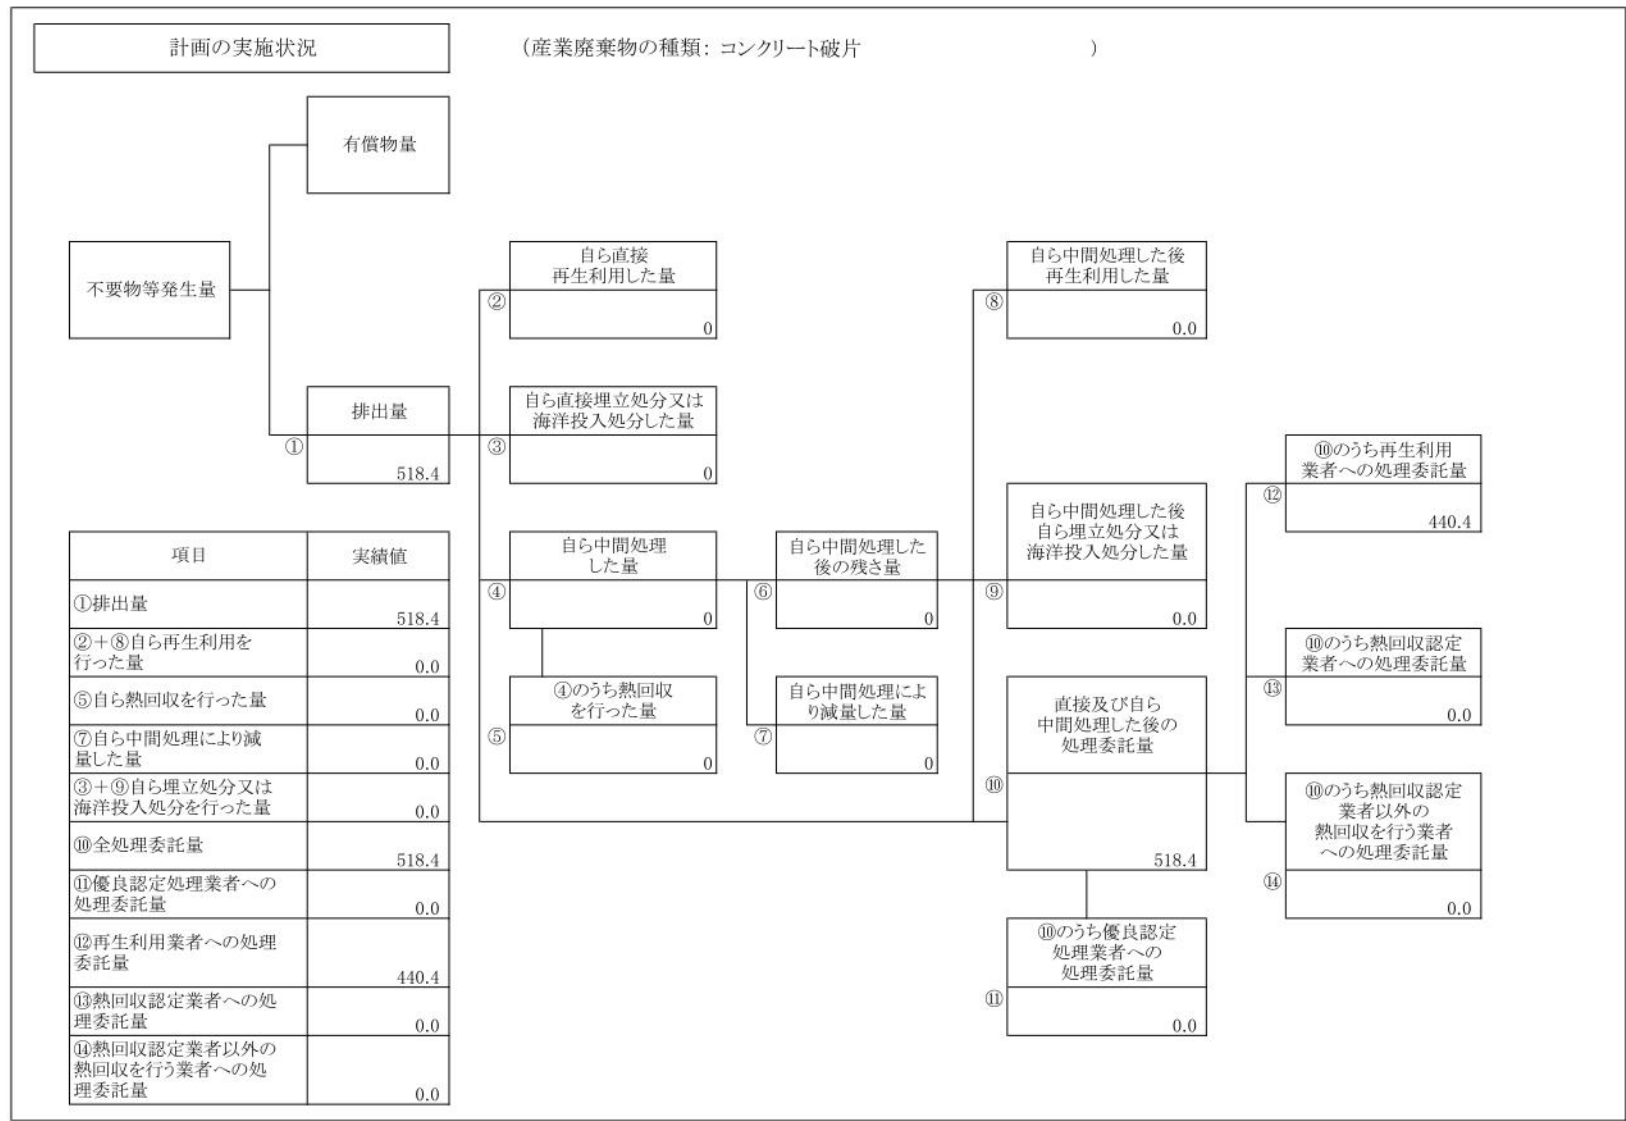 計画の実施状況
（産業廃棄物の種類： コンクリート破片 ）
有償物量
不要物等発生量
自ら直接
再生利用した量
②
0
自ら中間処理した後
再生利用した量
⑧
0.0
排出量
①
518.4
自ら直接埋立処分又は
海洋投入処分した量
③
0
⑩のうち再生利用
業者への処理委託量
⑫
440.4
自ら中間処理
した量
④
0
自ら中間処理した
後の残さ量
⑥
0
自ら中間処理した後
自ら埋立処分又は
海洋投入処分した量
⑨
0.0
⑩のうち熱回収認定
業者への処理委託量
⑬
0.0
④のうち熱回収
を行った量
⑤
0
自ら中間処理によ
り減量した量
⑦
0
直接及び自ら
中間処理した後の
処理委託量
⑩
518.4
⑩のうち熱回収認定
業者以外の
熱回収を行う業者
への処理委託量
⑭
0.0
⑩のうち優良認定
処理業者への
処理委託量
⑪
0.0
項目 実績値
①排出量
518.4
②＋⑧自ら再生利用を
行った量
0.0
⑤自ら熱回収を行った量
0.0
⑦自ら中間処理により減
量した量
0.0
③＋⑨自ら埋立処分又は
海洋投入処分を行った量
0.0
⑩全処理委託量
518.4
⑪優良認定処理業者への
処理委託量
0.0
⑫再生利用業者への処理
委託量
440.4
⑬熱回収認定業者への処
理委託量
0.0
⑭熱回収認定業者以外の
熱回収を行う業者への処
理委託量
0.0